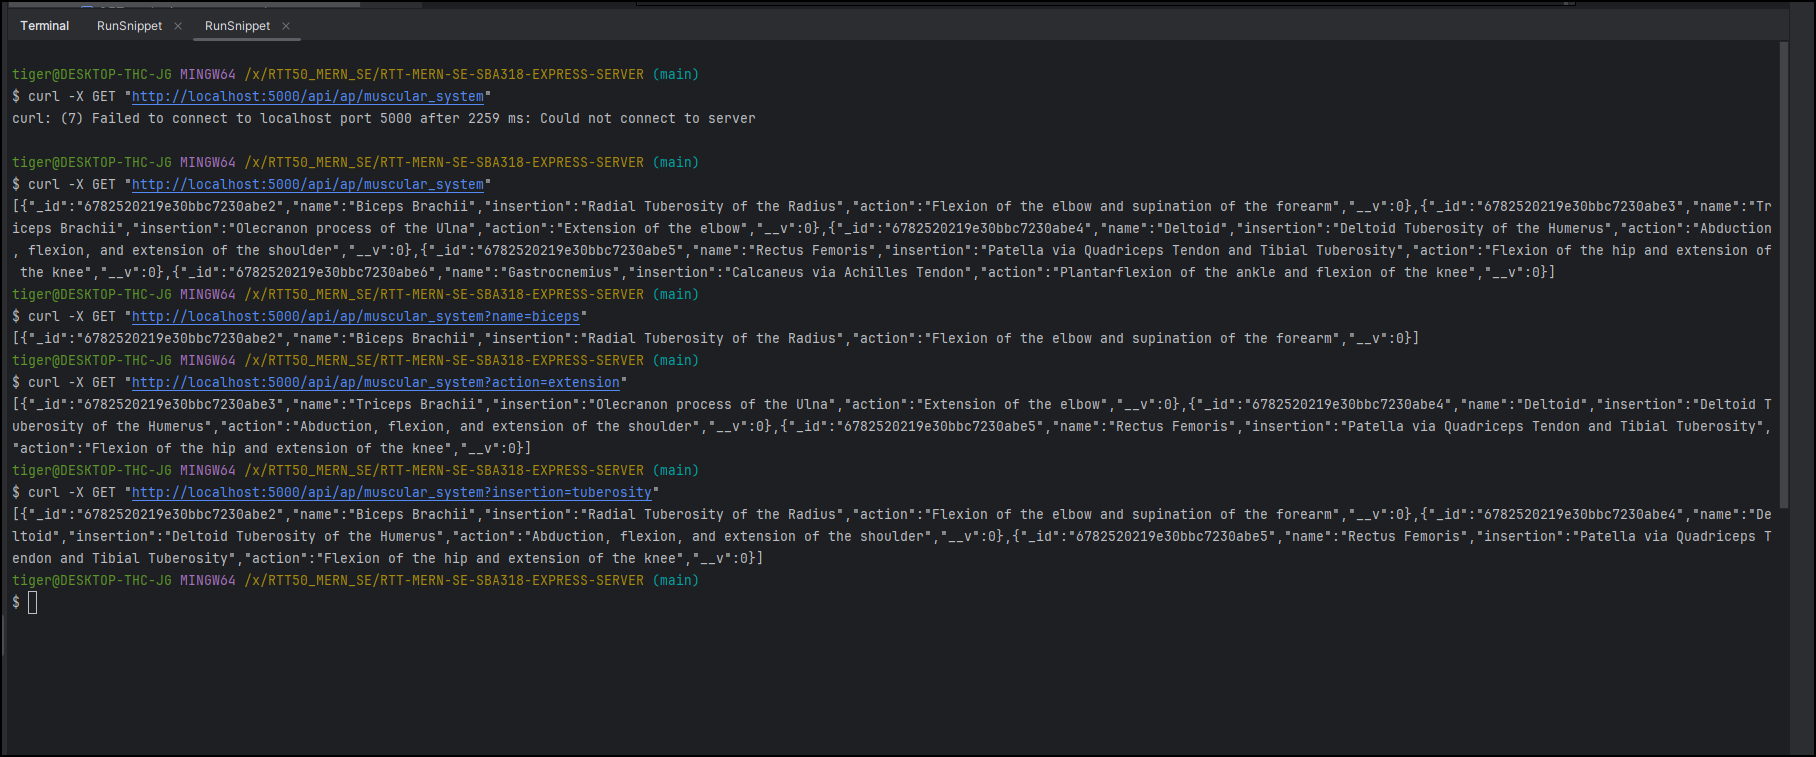 Terminal RunSnippet × RunSnippet ×
tiger@DESKTOP-THC-JG MINGW64 /x/RTT50_MERN_SE/RTT-MERN-SE-SBA318-EXPRESS-SERVER (main)
$ curl -X GET "http://localhost:5000/api/ap/muscular_system"
curl: (7) Failed to connect to localhost port 5000 after 2259 ms: Could not connect to server
tiger@DESKTOP-THC-JG MINGW64 /x/RTT50_MERN_SE/RTT-MERN-SE-SBA318-EXPRESS-SERVER (main)
$ curl -X GET "http://localhost:5000/api/ap/muscular_system"
[{"_id":"6782520219e30bbc7230abe2","name":"Biceps Brachii","insertion":"Radial Tuberosity of the Radius","action":"Flexion of the elbow and supination of the forearm","__v":0},{"_id":"6782520219e30bbc7230abe3","name":"Tr
iceps Brachii","insertion":"Olecranon process of the Ulna","action":"Extension of the elbow","__v":0},{"_id":"6782520219e30bbc7230abe4","name":"Deltoid","insertion":"Deltoid Tuberosity of the Humerus","action":"Abduction
, flexion, and extension of the shoulder","__v":0},{"_id":"6782520219e30bbc7230abe5","name":"Rectus Femoris","insertion":"Patella via Quadriceps Tendon and Tibial Tuberosity","action":"Flexion of the hip and extension of
 the knee","__v":0},{"_id":"6782520219e30bbc7230abe6","name":"Gastrocnemius","insertion":"Calcaneus via Achilles Tendon","action":"Plantarflexion of the ankle and flexion of the knee","__v":0}]
tiger@DESKTOP-THC-JG MINGW64 /x/RTT50_MERN_SE/RTT-MERN-SE-SBA318-EXPRESS-SERVER (main)
$ curl -X GET "http://localhost:5000/api/ap/muscular_system?name=biceps"
[{"_id":"6782520219e30bbc7230abe2","name":"Biceps Brachii","insertion":"Radial Tuberosity of the Radius","action":"Flexion of the elbow and supination of the forearm","__v":0}]
tiger@DESKTOP-THC-JG MINGW64 /x/RTT50_MERN_SE/RTT-MERN-SE-SBA318-EXPRESS-SERVER (main)
$ curl -X GET "http://localhost:5000/api/ap/muscular_system?action=extension"
[{"_id":"6782520219e30bbc7230abe3","name":"Triceps Brachii","insertion":"Olecranon process of the Ulna","action":"Extension of the elbow","__v":0},{"_id":"6782520219e30bbc7230abe4","name":"Deltoid","insertion":"Deltoid T
uberosity of the Humerus","action":"Abduction, flexion, and extension of the shoulder","__v":0},{"_id":"6782520219e30bbc7230abe5","name":"Rectus Femoris","insertion":"Patella via Quadriceps Tendon and Tibial Tuberosity",
"action":"Flexion of the hip and extension of the knee","__v":0}]
tiger@DESKTOP-THC-JG MINGW64 /x/RTT50_MERN_SE/RTT-MERN-SE-SBA318-EXPRESS-SERVER (main)
$ curl -X GET "http://localhost:5000/api/ap/muscular_system?insertion=tuberosity"
[{"_id":"6782520219e30bbc7230abe2","name":"Biceps Brachii","insertion":"Radial Tuberosity of the Radius","action":"Flexion of the elbow and supination of the forearm","__v":0},{"_id":"6782520219e30bbc7230abe4","name":"De
ltoid","insertion":"Deltoid Tuberosity of the Humerus","action":"Abduction, flexion, and extension of the shoulder","__v":0},{"_id":"6782520219e30bbc7230abe5","name":"Rectus Femoris","insertion":"Patella via Quadriceps T
endon and Tibial Tuberosity","action":"Flexion of the hip and extension of the knee","__v":0}]
tiger@DESKTOP-THC-JG MINGW64 /x/RTT50_MERN_SE/RTT-MERN-SE-SBA318-EXPRESS-SERVER (main)
$